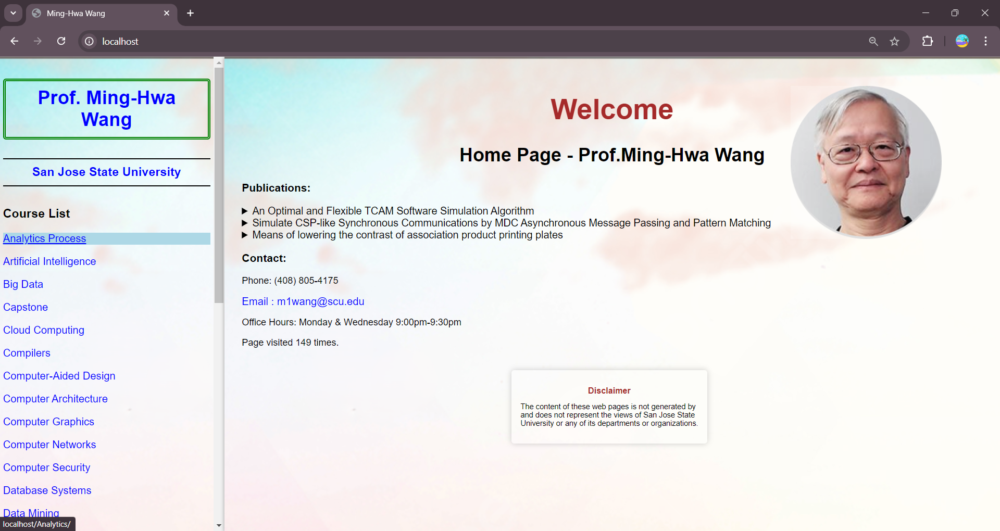 Ming-Hwa Wang
localhost
Prof. Ming-Hwa
Wang
San Jose State University
Course List
Analytics Process
Artificial Intelligence
Big Data
Capstone
Cloud Computing
Compilers
Computer-Aided Design
Computer Architecture
Computer Graphics
Computer Networks
Computer Security
Database Systems
Data Mining
localhost/Analytics/
Welcome
Home Page - Prof.Ming-Hwa Wang
Publications:
An Optimal and Flexible TCAM Software Simulation Algorithm
Simulate CSP-like Synchronous Communications by MDC Asynchronous Message Passing and Pattern Matching
Means of lowering the contrast of association product printing plates
Contact:
Phone: (408) 805-4175
Email : m1wang@scu.edu
Office Hours: Monday & Wednesday 9:00pm-9:30pm
Page visited 149 times.
Disclaimer
The content of these web pages is not generated by
and does not represent the views of San Jose State
University or any of its departments or organizations.